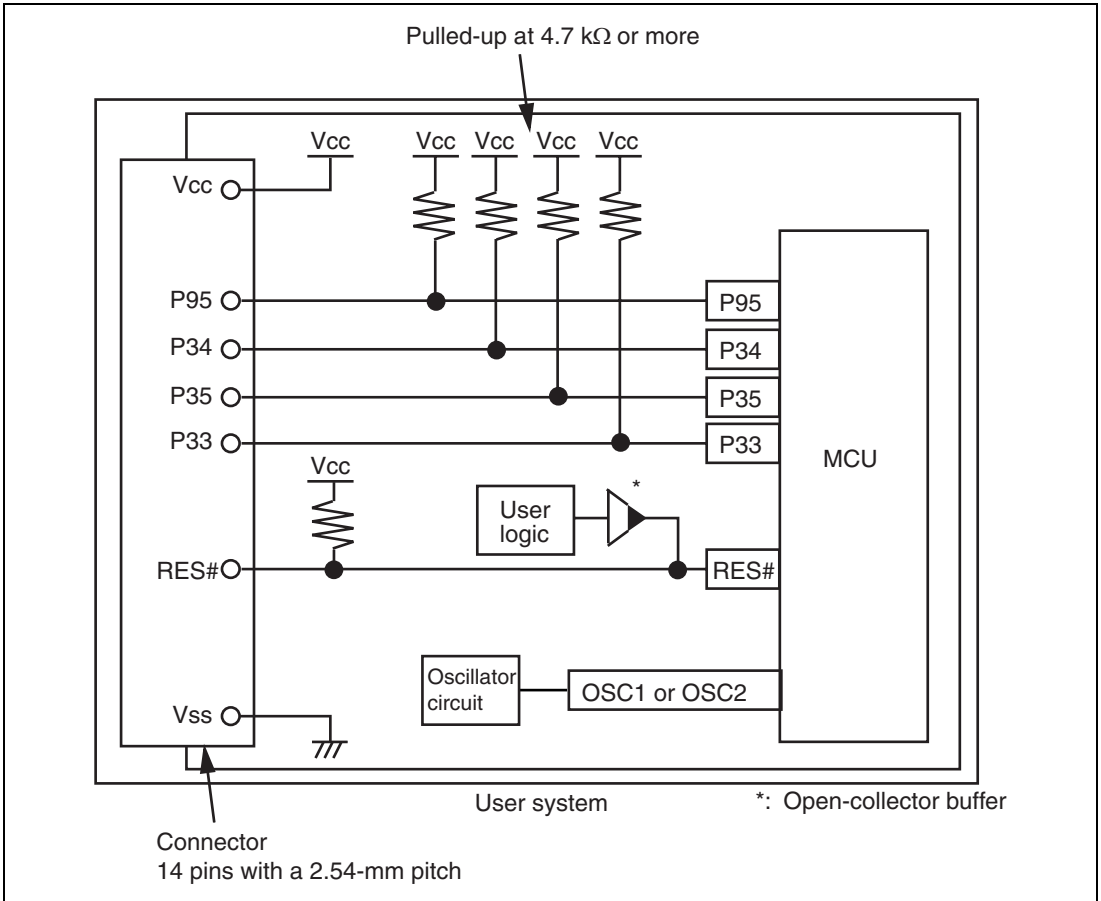 Pulled-up at 4.7 kΩ or more
Vcc
Vcc
Vcc
Vcc
Vcc
Vcc
P95
P95
P34
P34
P35
P35
P33
P33
MCU
Vcc
*
User
logic
RES#
RES#
Oscillator
circuit
OSC1 or OSC2
Vss
User system
*: Open-collector buffer
Connector
14 pins with a 2.54-mm pitch